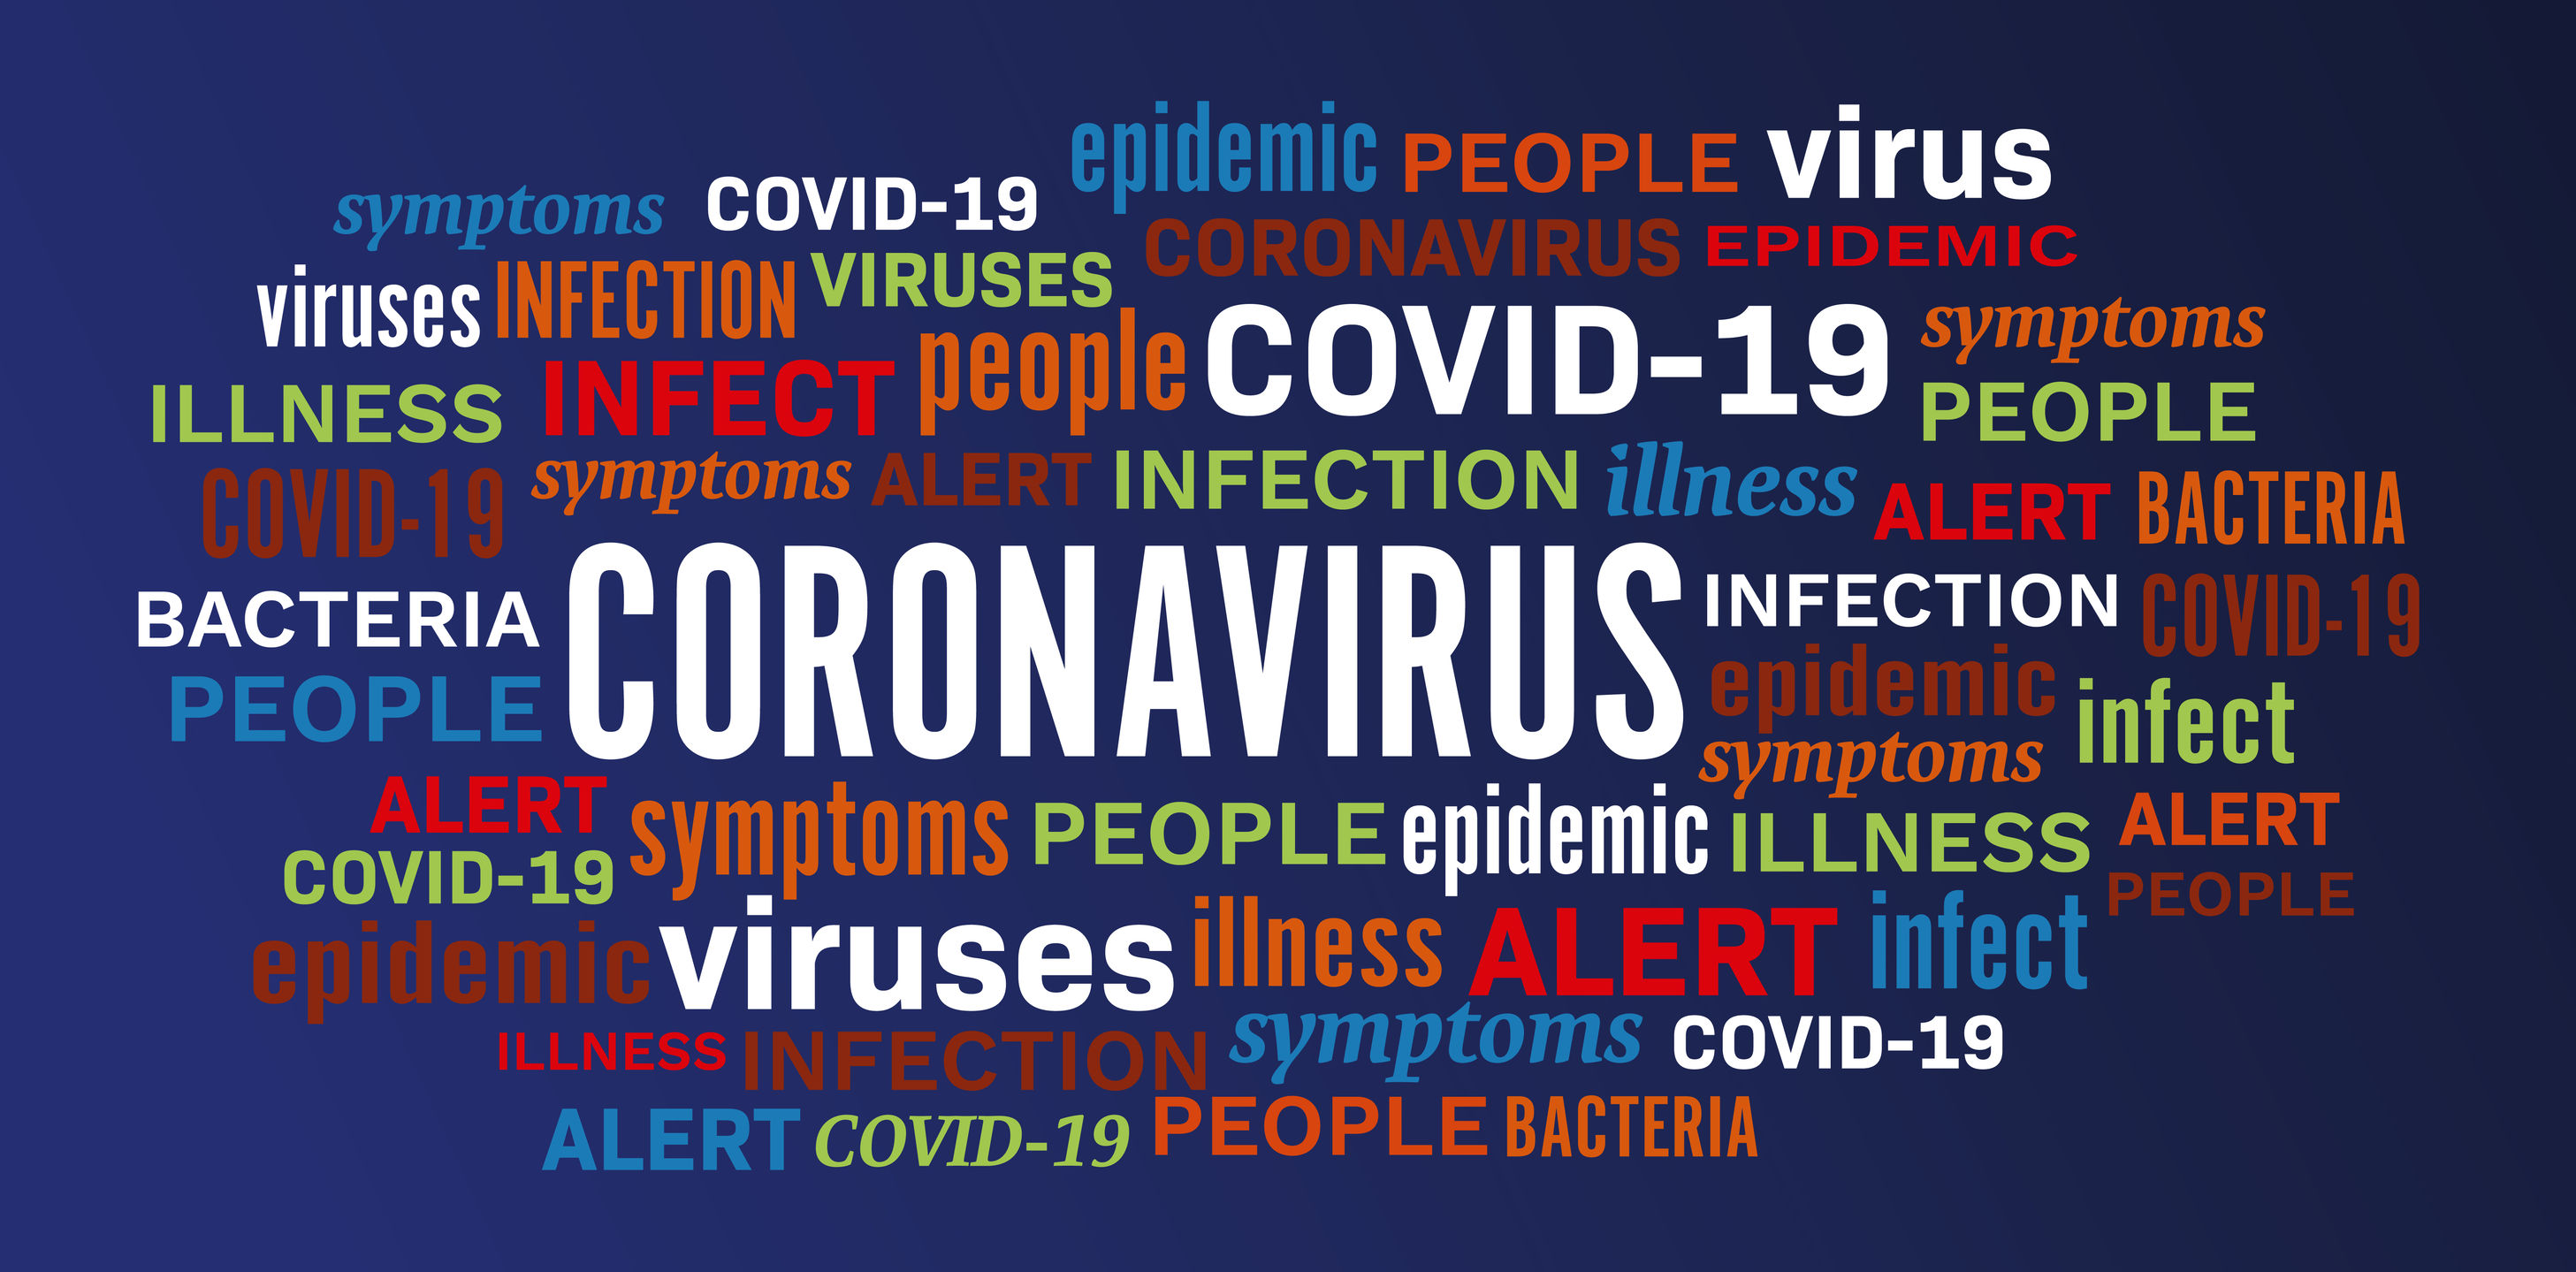 epidemic PEOPLE virus
symptoms COVID-19
CORONAVIRUS EPIDEMIC
viruses INFECTION VIRUSES
people COVID-19 symptoms
ILLNESS INFECT PEOPLE
COVID-19 symptoms ALERT INFECTION illness ALERT BACTERIA
BACTERIA CORONAVIRUS INFECTION COVID-19
PEOPLE epidemic infect
symptoms
ALERT symptoms PEOPLE epidemic ILLNESS ALERT
COVID-19 PEOPLE
epidemic viruses illness ALERT infect
ILLNESS INFECTION symptoms COVID-19
ALERT COVID-19 PEOPLE BACTERIA